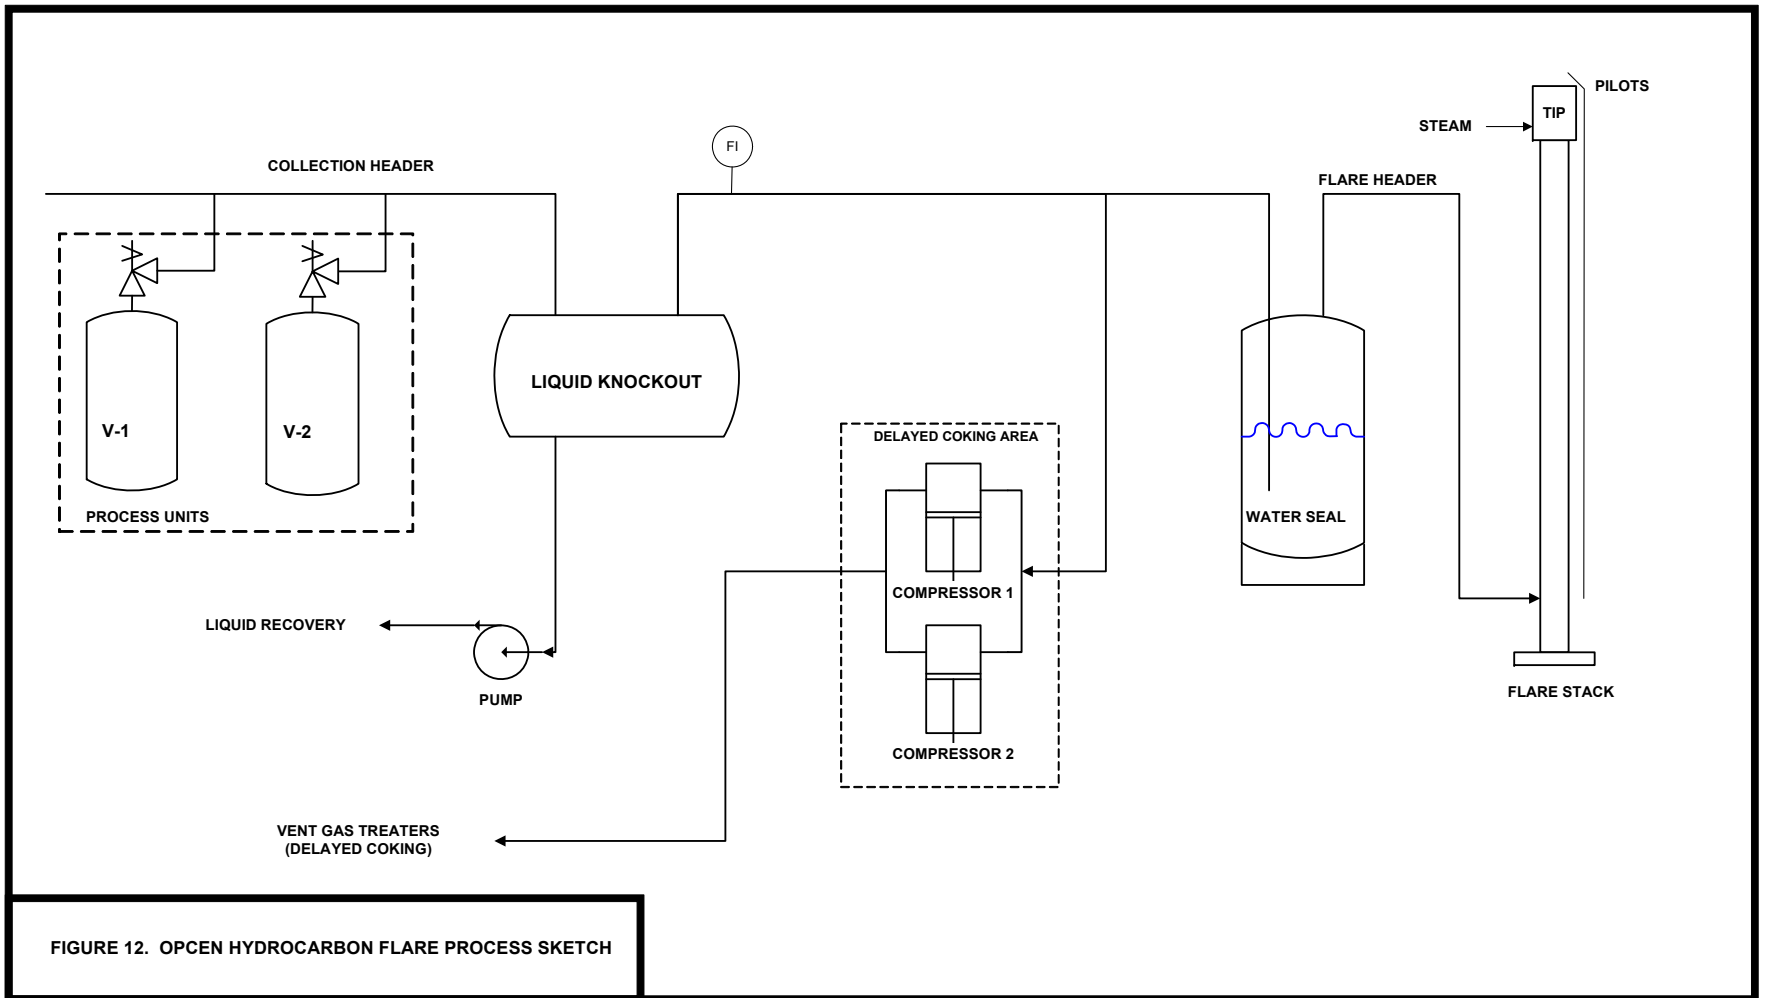 PILOTS
TIP
STEAM
FI
COLLECTION HEADER
FLARE HEADER
LIQUID KNOCKOUT
V-1
V-2
DELAYED COKING AREA
PROCESS UNITS
WATER SEAL
COMPRESSOR 1
LIQUID RECOVERY
PUMP
FLARE STACK
COMPRESSOR 2
VENT GAS TREATERS
(DELAYED COKING)
FIGURE 12.  OPCEN HYDROCARBON FLARE PROCESS SKETCH